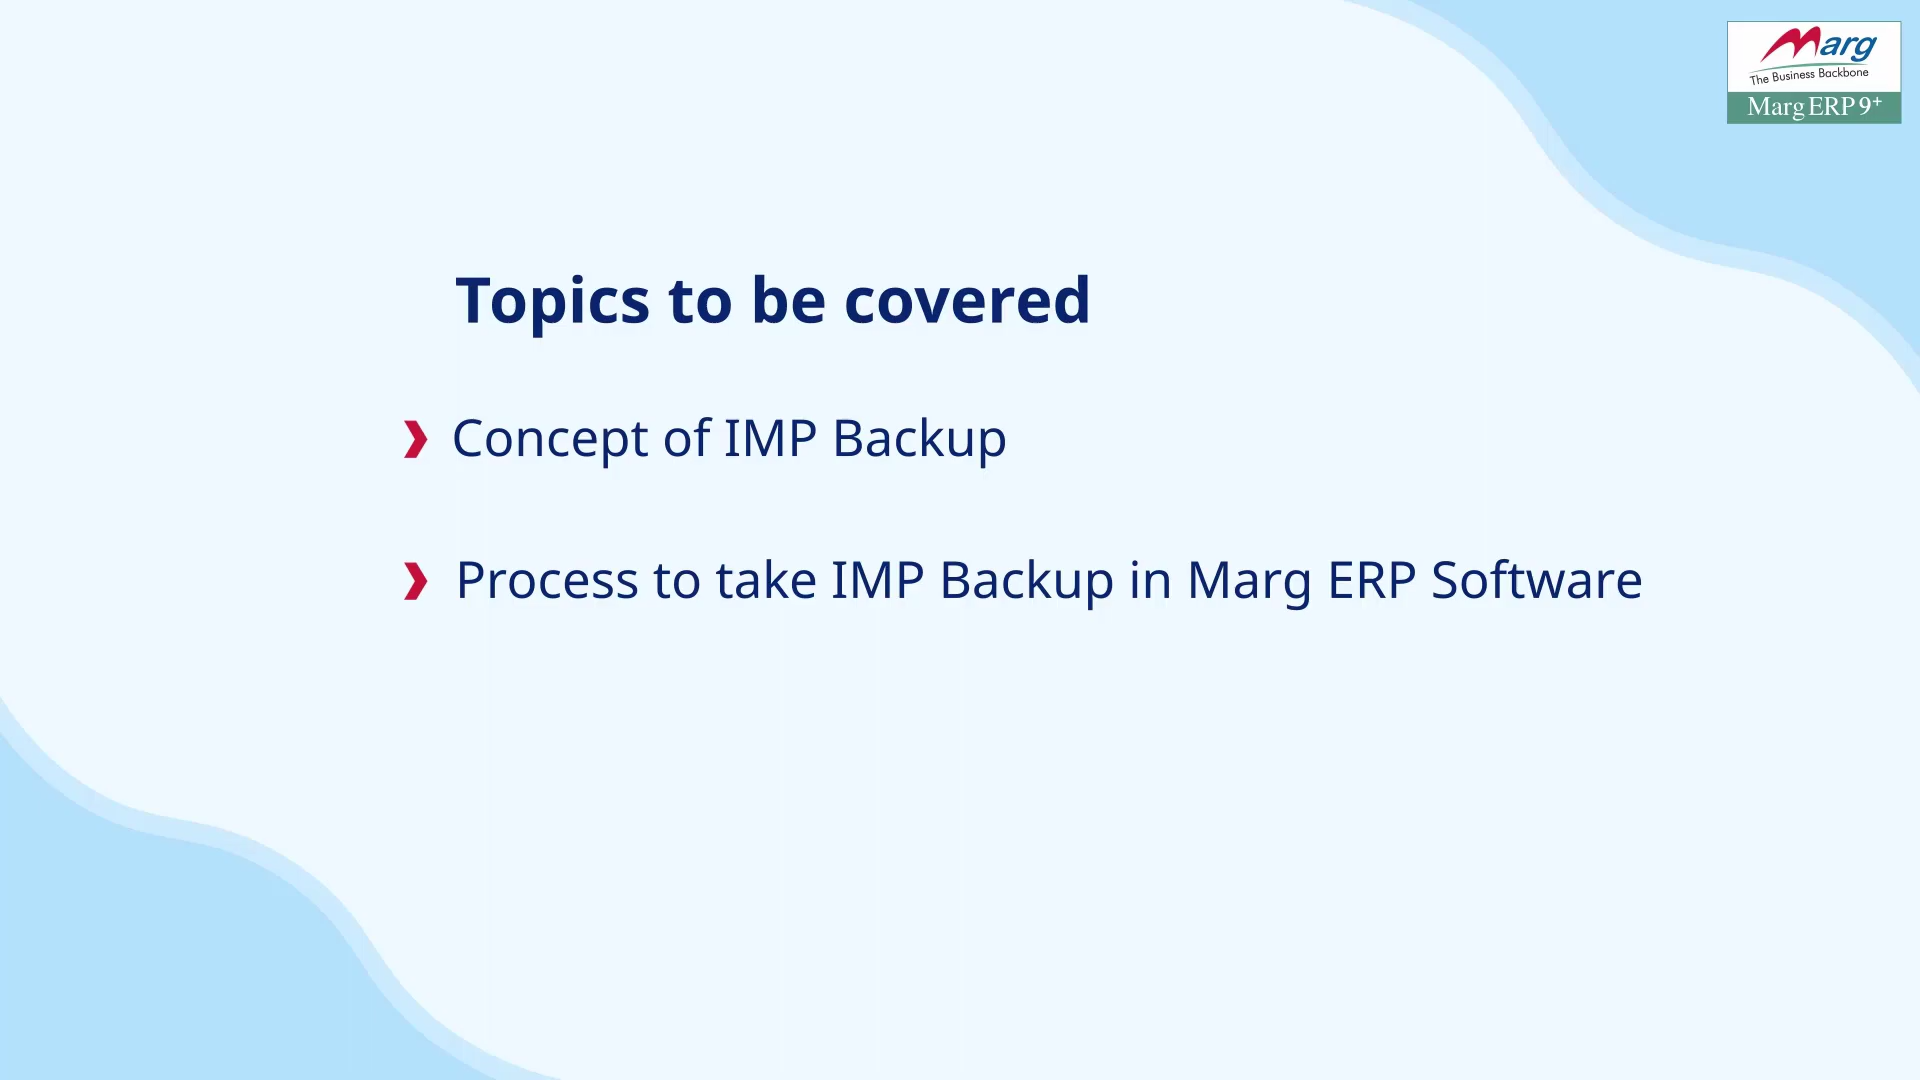 Marg
The Business Backbone
Marg ERP 9+
Topics to be covered
Concept of IMP Backup
Process to take IMP Backup in Marg ERP Software